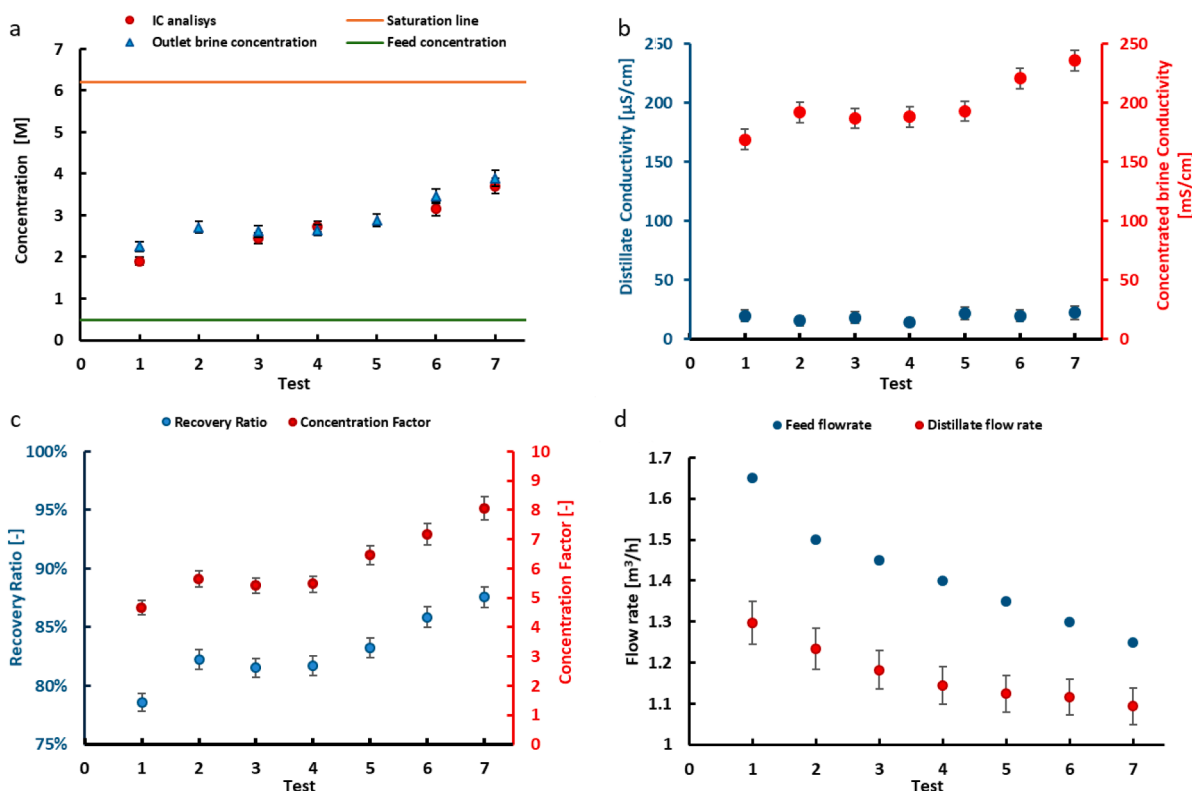 a
IC analisys
Saturation line
Outlet brine concentration
Feed concentration
7
6
5
4
3
2
1
0
Concentration [M]
0 1 2 3 4 5 6 7
Test
b
250
200
150
100
50
0
Distillate Conductivity [µS/cm]
250
200
150
100
50
0
Concentrated brine Conductivity
[mS/cm]
0 1 2 3 4 5 6 7
Test
c
Recovery Ratio
Concentration Factor
100%
95%
90%
85%
80%
75%
Recovery Ratio [-]
10
9
8
7
6
5
4
3
2
1
0
Concentration Factor [-]
0 1 2 3 4 5 6 7
Test
d
Feed flowrate
Distillate flow rate
1.7
1.6
1.5
1.4
1.3
1.2
1.1
1
Flow rate [m³/h]
0 1 2 3 4 5 6 7
Test